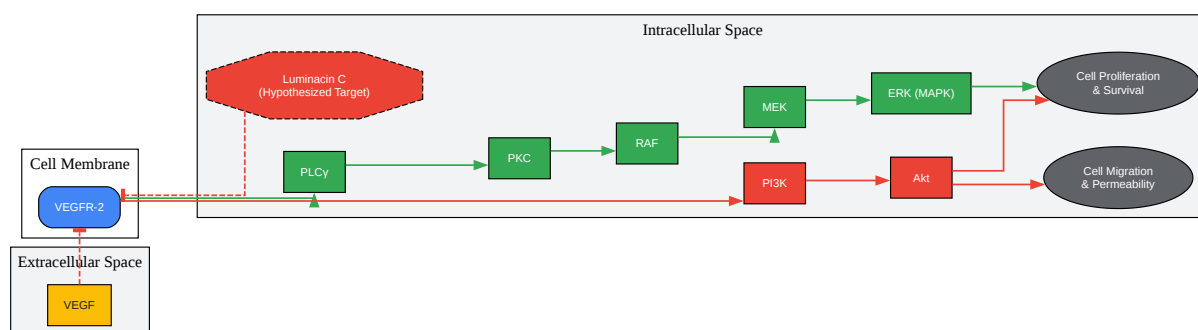 Intracellular Space
Luminacin C
(Hypothesized Target)
Cell Proliferation
& Survival
ERK (MAPK)
MEK
RAF
PKC
PLCγ
Cell Membrane
VEGFR-2
PI3K
Akt
Cell Migration
& Permeability
Extracellular Space
VEGF